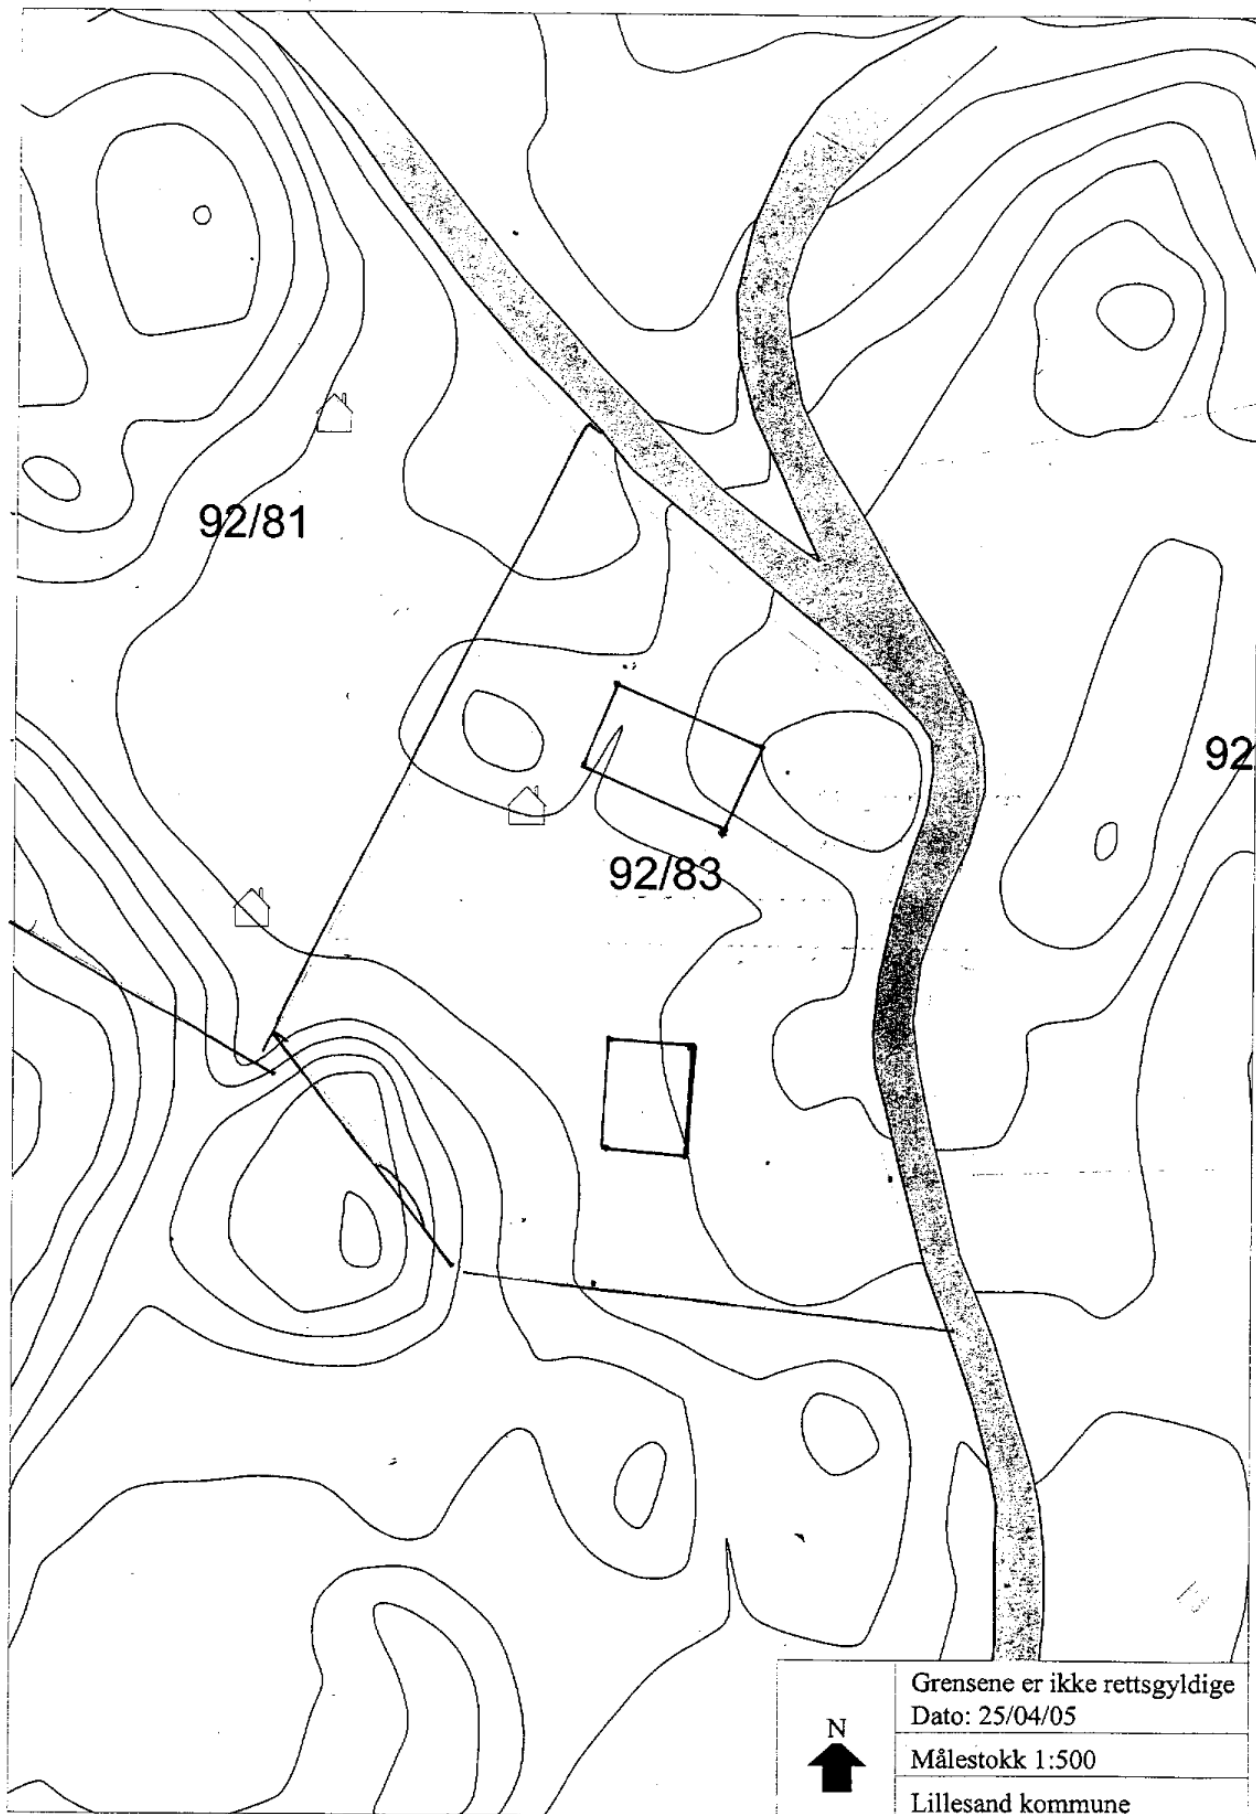 92/81
92
92/83
Grensene er ikke rettsgyldige
Dato: 25/04/05
N
Målestokk 1:500
Lillesand kommune